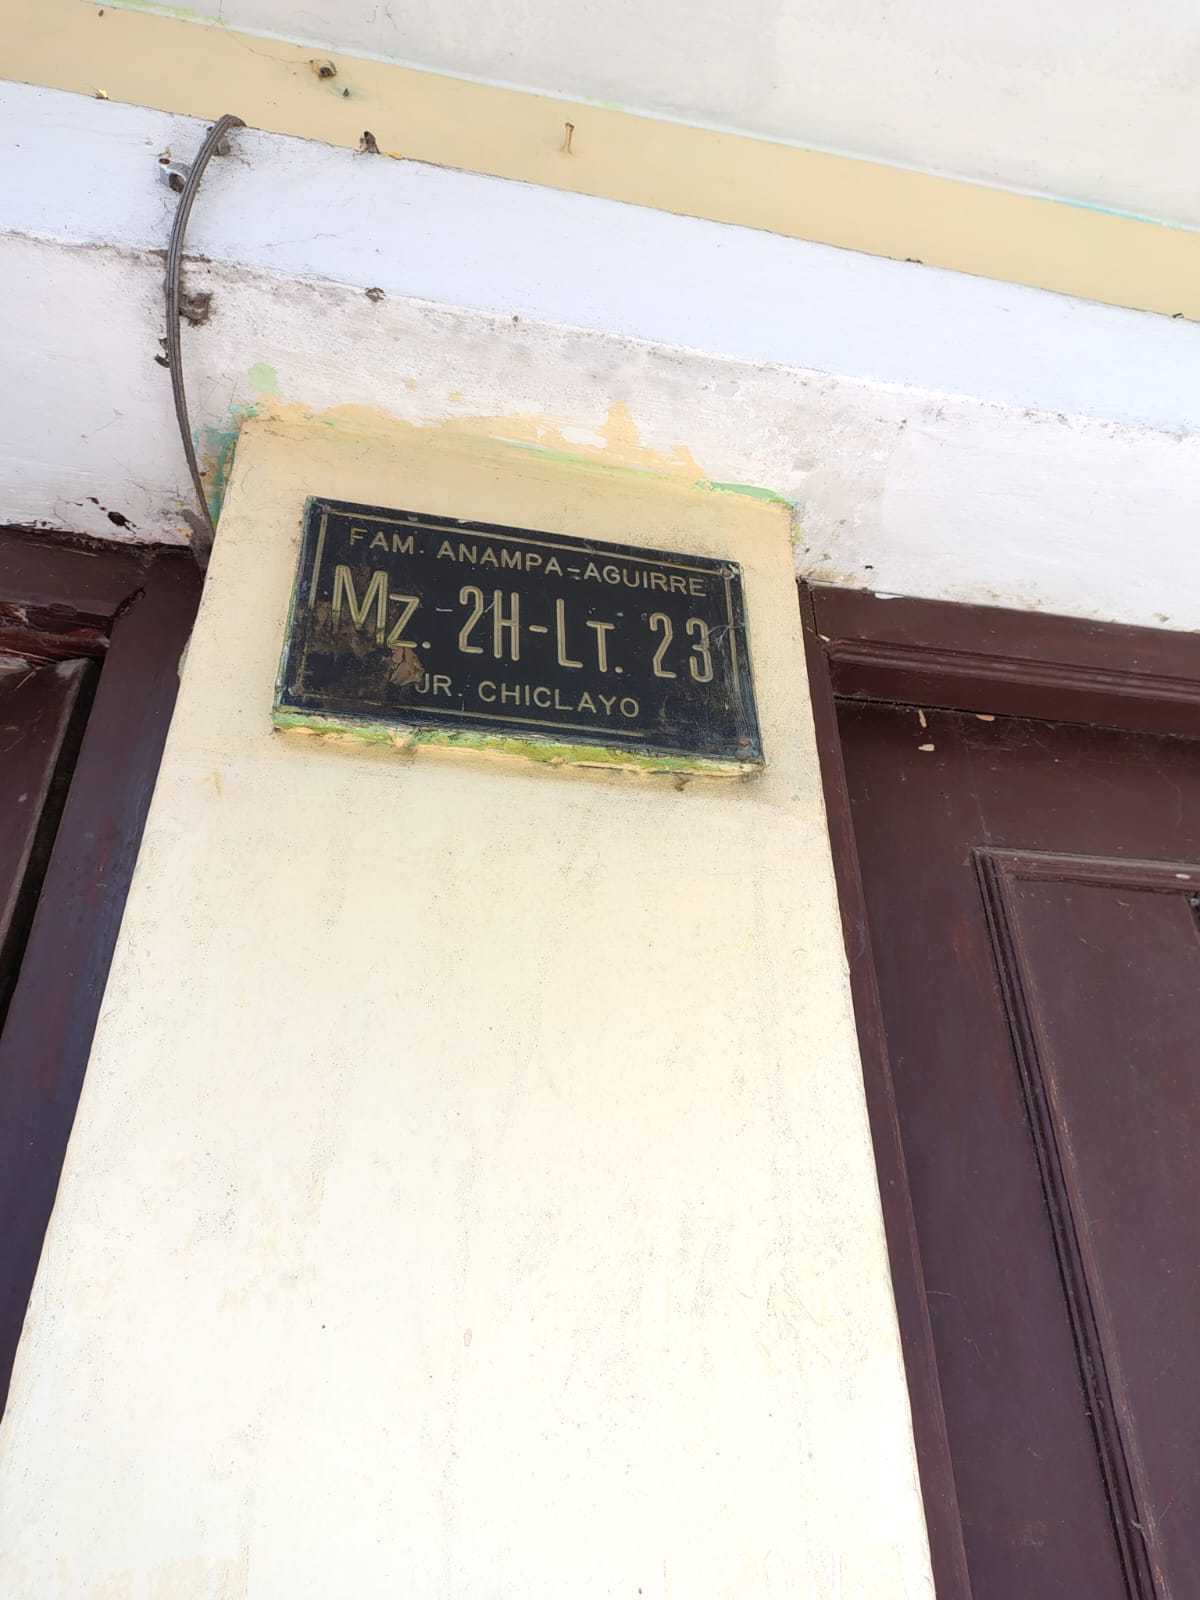 FAM. ANAMPA-AGUIRRE
Mz. 2H-LT. 23
JR. CHICLAYO